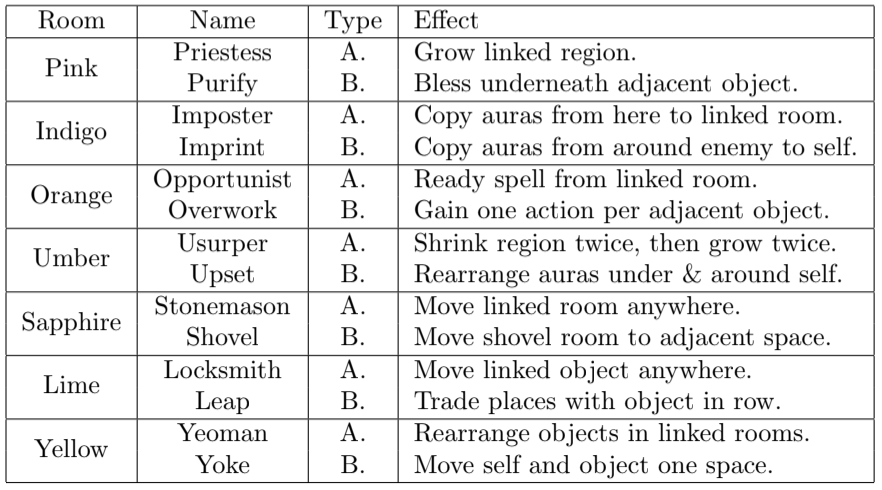 Room Name Type Effect
Pink Priestess A. Grow linked region.
Purify B. Bless underneath adjacent object.
Indigo Imposter A. Copy auras from here to linked room.
Imprint B. Copy auras from around enemy to self.
Orange Opportunist A. Ready spell from linked room.
Overwork B. Gain one action per adjacent object.
Umber Usurper A. Shrink region twice, then grow twice.
Upset B. Rearrange auras under & around self.
Sapphire Stonemason A. Move linked room anywhere.
Shovel B. Move shovel room to adjacent space.
Lime Locksmith A. Move linked object anywhere.
Leap B. Trade places with object in row.
Yellow Yeoman A. Rearrange objects in linked rooms.
Yoke B. Move self and object one space.